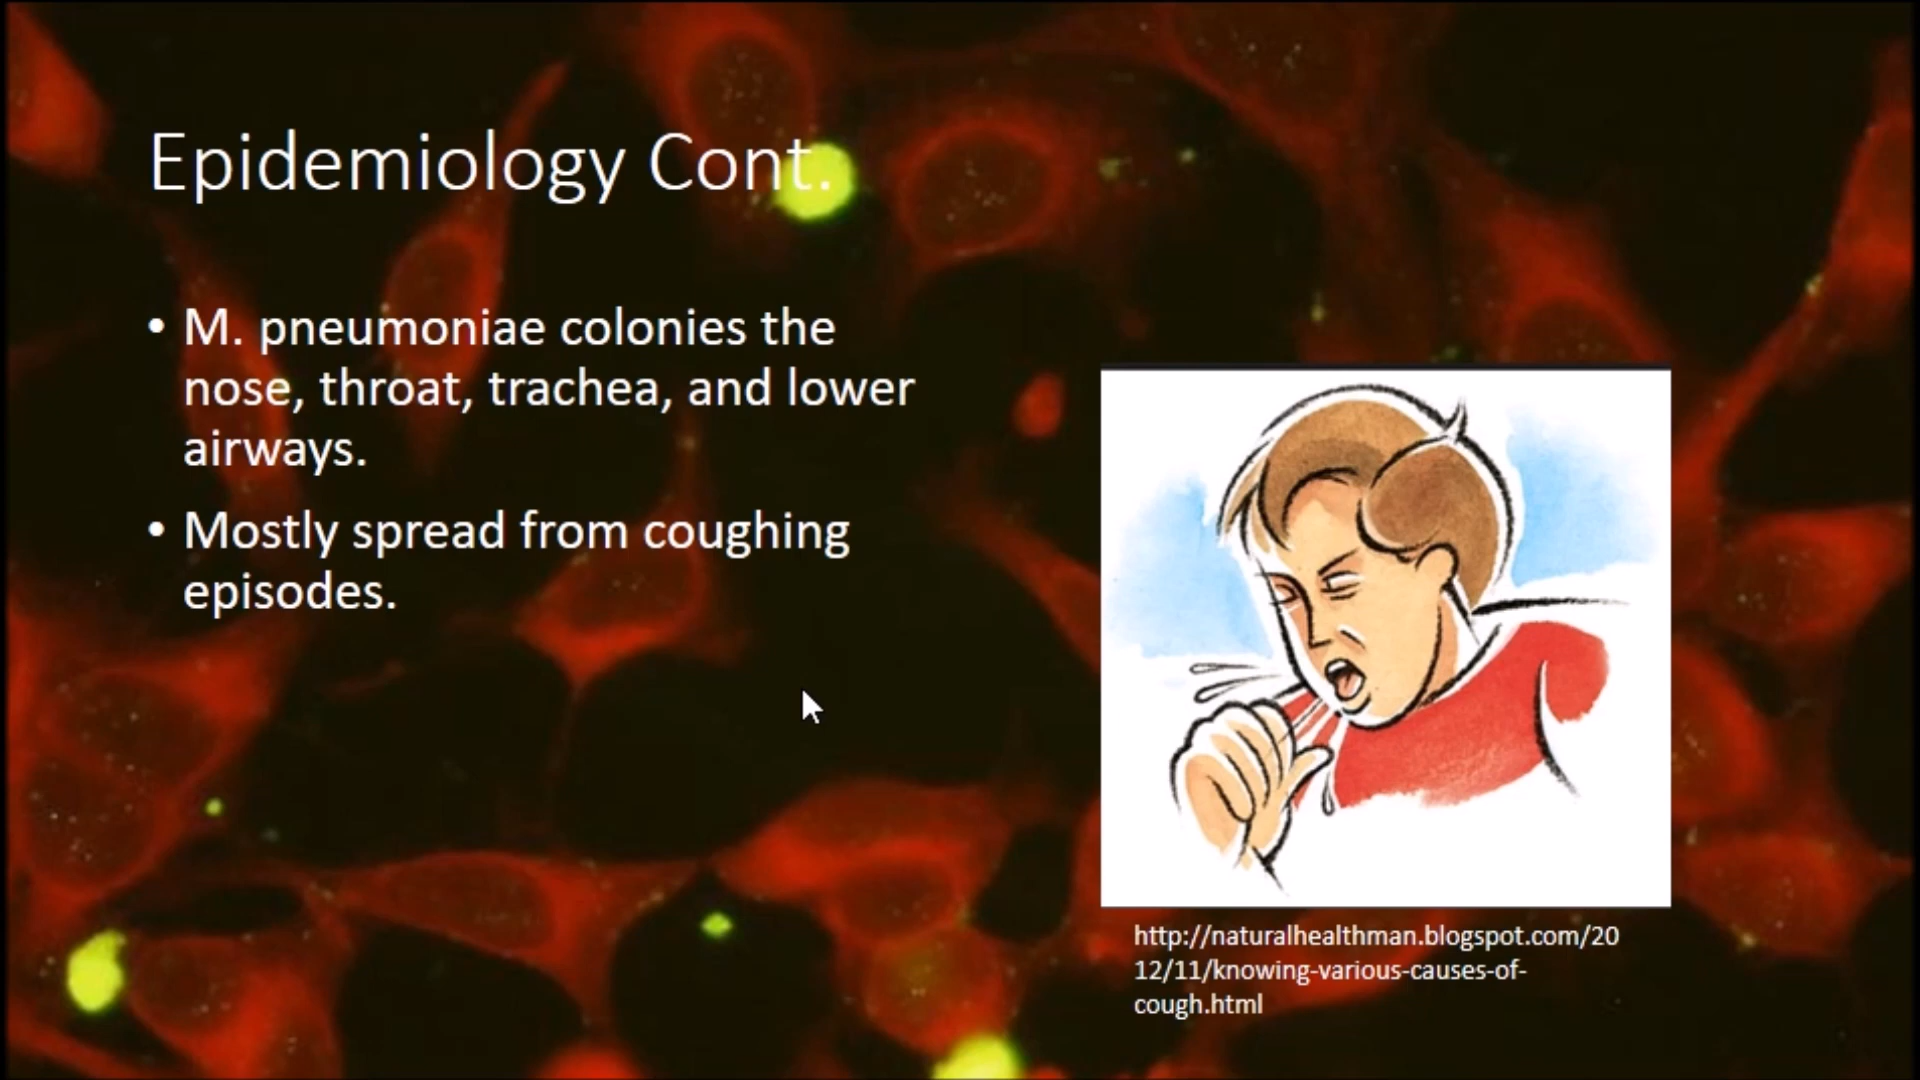 Epidemiology Cont.
• M. pneumoniae colonies the
nose, throat, trachea, and lower
airways.
• Mostly spread from coughing
episodes.
http://naturalhealthman.blogspot.com/20
12/11/knowing-various-causes-of-
cough.html